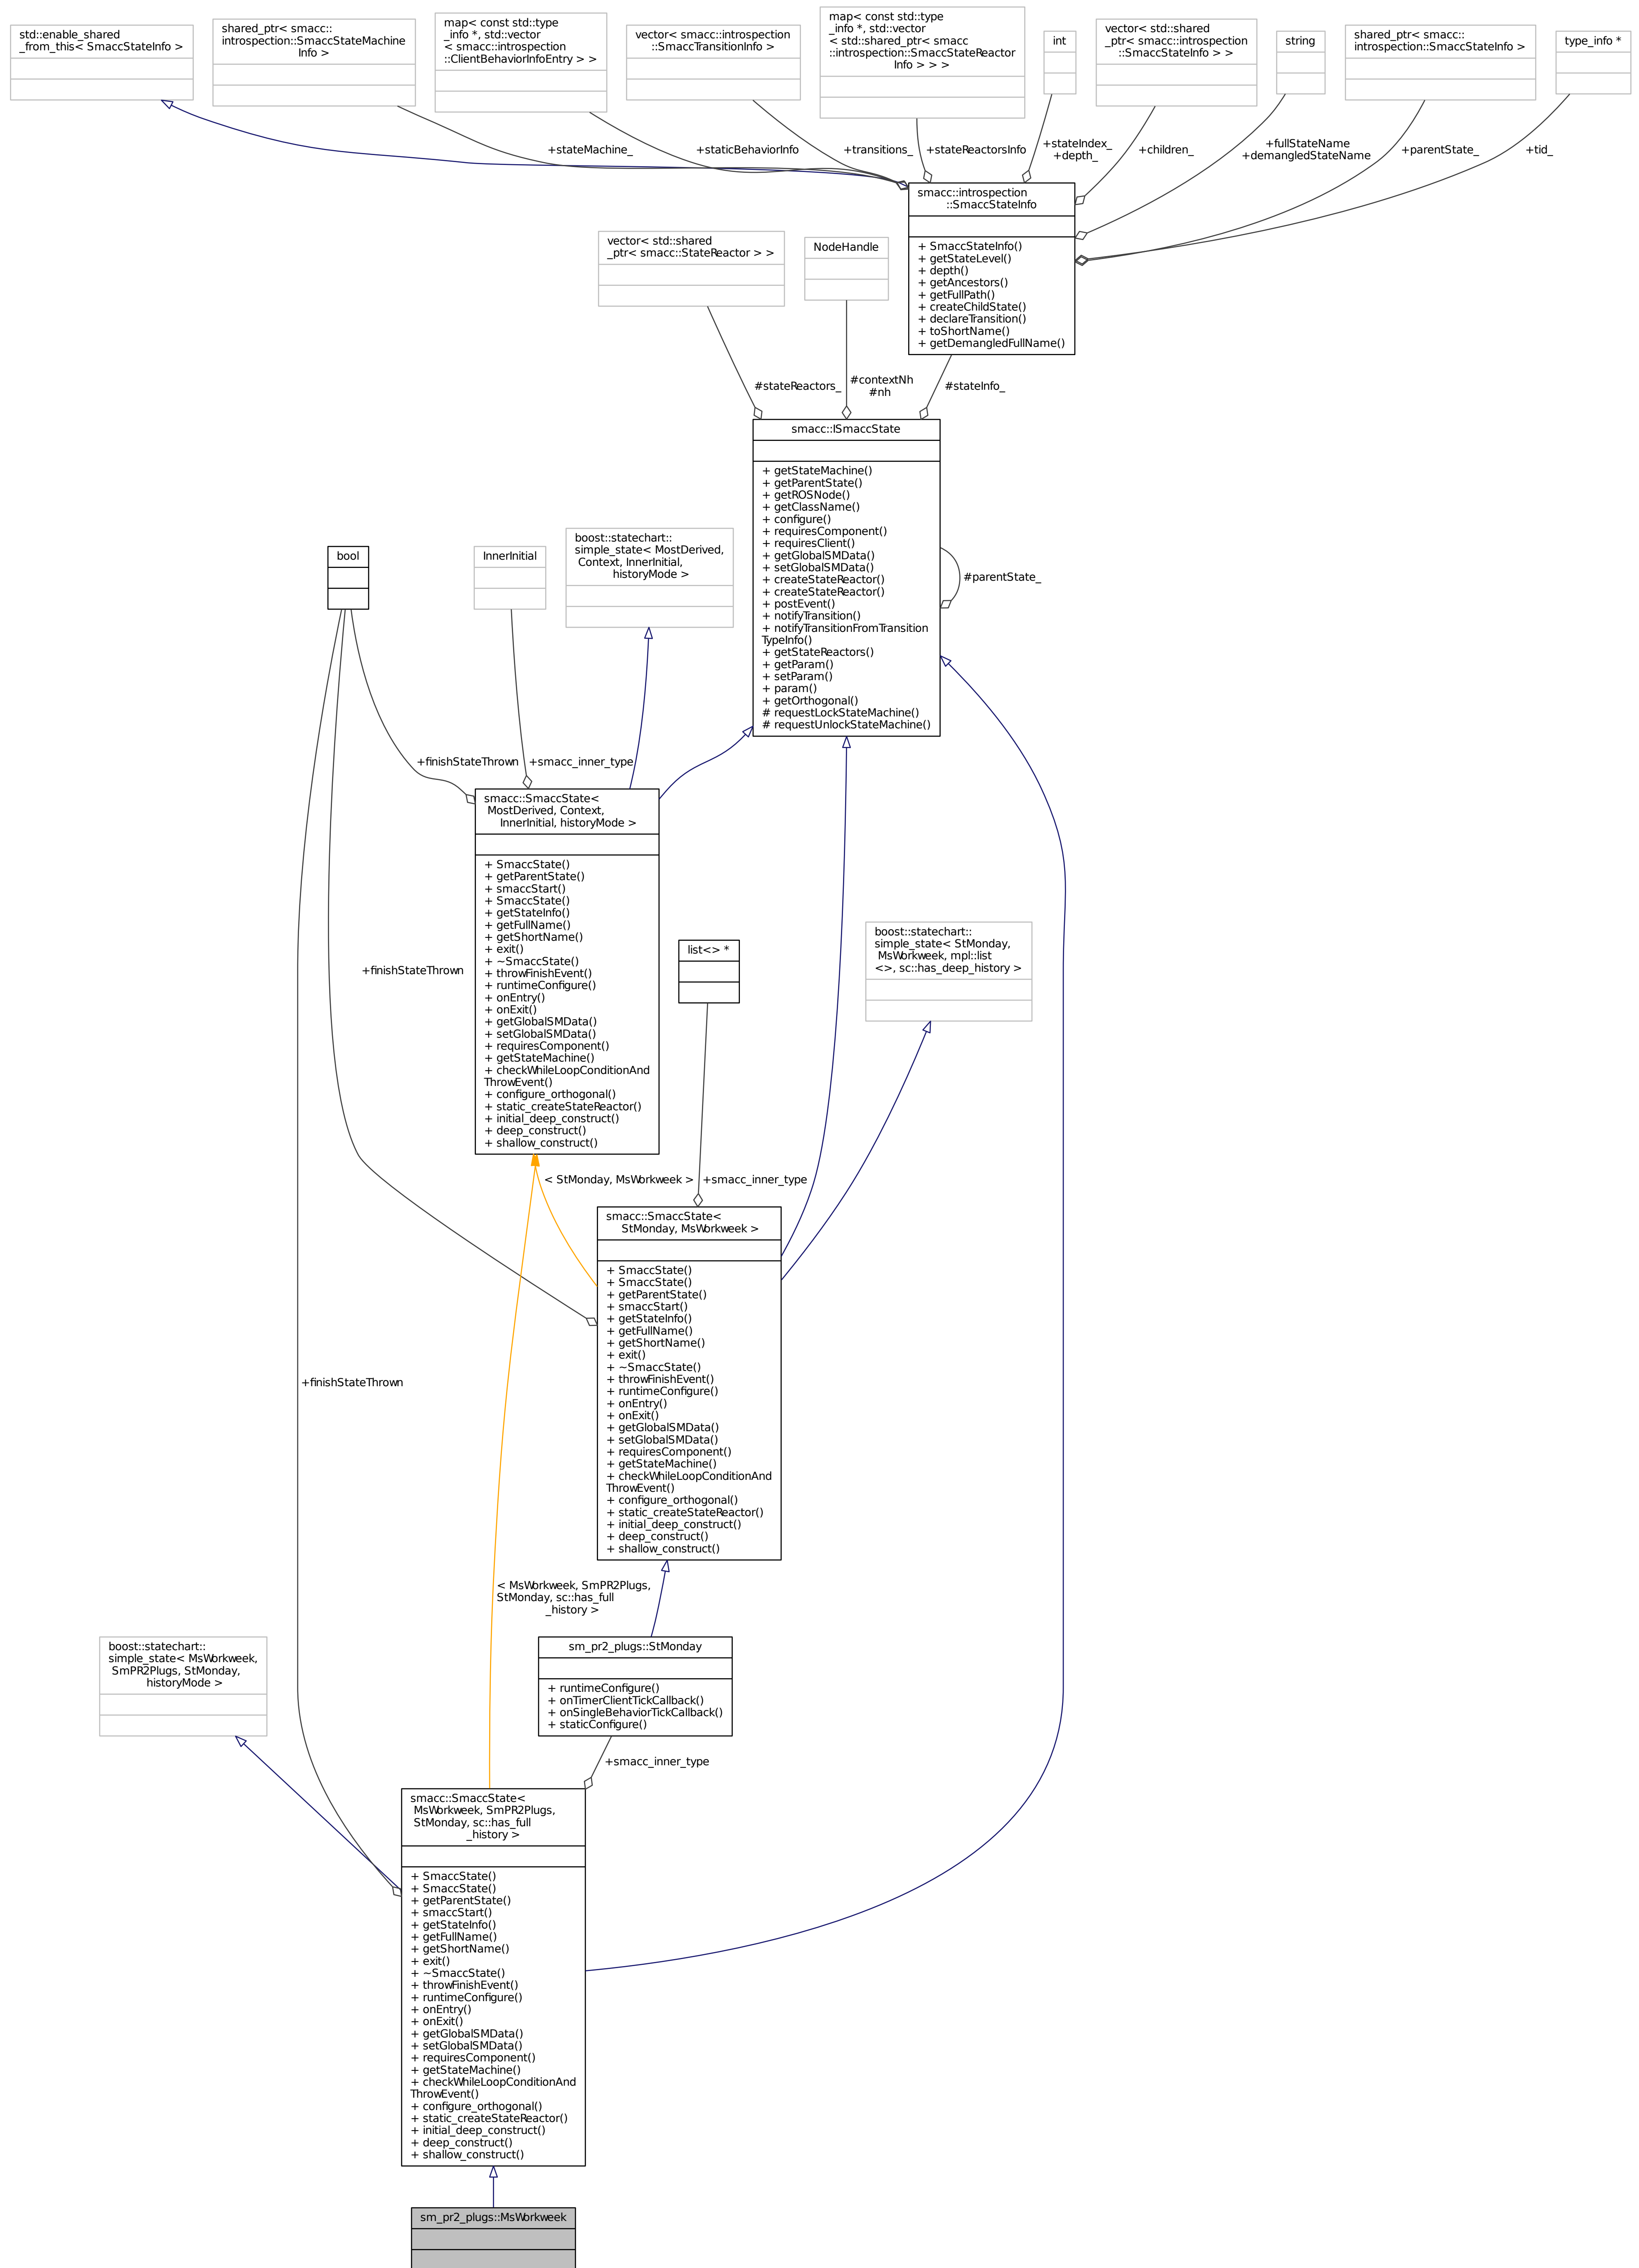 std::enable_shared
_from_this< SmaccStateInfo >
shared_ptr< smacc::
introspection::SmaccStateMachine
Info >
map< const std::type
_info *, std::vector
< smacc::introspection
::ClientBehaviorInfoEntry > >
vector< smacc::introspection
::SmaccTransitionInfo >
map< const std::type
_info *, std::vector
< std::shared_ptr< smacc
::introspection::SmaccStateReactor
Info > > >
int
vector< std::shared
_ptr< smacc::introspection
::SmaccStateInfo > >
string
shared_ptr< smacc::
introspection::SmaccStateInfo >
type_info *
+stateMachine_
+staticBehaviorInfo
+transitions_
+stateReactorsInfo
+stateIndex_
+depth_
+children_
+fullStateName
+demangledStateName
+parentState_
+tid_
smacc::introspection
::SmaccStateInfo
+ SmaccStateInfo()
+ getStateLevel()
+ depth()
+ getAncestors()
+ getFullPath()
+ createChildState()
+ declareTransition()
+ toShortName()
+ getDemangledFullName()
vector< std::shared
_ptr< smacc::StateReactor > >
NodeHandle
#stateReactors_
#contextNh
#nh
#stateInfo_
smacc::ISmaccState
+ getStateMachine()
+ getParentState()
+ getROSNode()
+ getClassName()
+ configure()
+ requiresComponent()
+ requiresClient()
+ getGlobalSMData()
+ setGlobalSMData()
+ createStateReactor()
+ createStateReactor()
+ postEvent()
+ notifyTransition()
+ notifyTransitionFromTransition
TypeInfo()
+ getStateReactors()
+ getParam()
+ setParam()
+ param()
+ getOrthogonal()
# requestLockStateMachine()
# requestUnlockStateMachine()
#parentState_
bool
InnerInitial
boost::statechart::
simple_state< MostDerived,
Context, InnerInitial,
historyMode >
+finishStateThrown
+smacc_inner_type
smacc::SmaccState<
MostDerived, Context,
InnerInitial, historyMode >
+ SmaccState()
+ getParentState()
+ smaccStart()
+ SmaccState()
+ getStateInfo()
+ getFullName()
+ getShortName()
+ exit()
+ ~SmaccState()
+ throwFinishEvent()
+ runtimeConfigure()
+ onEntry()
+ onExit()
+ getGlobalSMData()
+ setGlobalSMData()
+ requiresComponent()
+ getStateMachine()
+ checkWhileLoopConditionAnd
ThrowEvent()
+ configure_orthogonal()
+ static_createStateReactor()
+ initial_deep_construct()
+ deep_construct()
+ shallow_construct()
+finishStateThrown
list<> *
boost::statechart::
simple_state< StMonday,
MsWorkweek, mpl::list
<>, sc::has_deep_history >
< StMonday, MsWorkweek >
+smacc_inner_type
smacc::SmaccState<
StMonday, MsWorkweek >
+ SmaccState()
+ SmaccState()
+ getParentState()
+ smaccStart()
+ getStateInfo()
+ getFullName()
+ getShortName()
+ exit()
+ ~SmaccState()
+ throwFinishEvent()
+ runtimeConfigure()
+ onEntry()
+ onExit()
+ getGlobalSMData()
+ setGlobalSMData()
+ requiresComponent()
+ getStateMachine()
+ checkWhileLoopConditionAnd
ThrowEvent()
+ configure_orthogonal()
+ static_createStateReactor()
+ initial_deep_construct()
+ deep_construct()
+ shallow_construct()
+finishStateThrown
< MsWorkweek, SmPR2Plugs,
StMonday, sc::has_full
_history >
sm_pr2_plugs::StMonday
+ runtimeConfigure()
+ onTimerClientTickCallback()
+ onSingleBehaviorTickCallback()
+ staticConfigure()
boost::statechart::
simple_state< MsWorkweek,
SmPR2Plugs, StMonday,
historyMode >
+smacc_inner_type
smacc::SmaccState<
MsWorkweek, SmPR2Plugs,
StMonday, sc::has_full
_history >
+ SmaccState()
+ SmaccState()
+ getParentState()
+ smaccStart()
+ getStateInfo()
+ getFullName()
+ getShortName()
+ exit()
+ ~SmaccState()
+ throwFinishEvent()
+ runtimeConfigure()
+ onEntry()
+ onExit()
+ getGlobalSMData()
+ setGlobalSMData()
+ requiresComponent()
+ getStateMachine()
+ checkWhileLoopConditionAnd
ThrowEvent()
+ configure_orthogonal()
+ static_createStateReactor()
+ initial_deep_construct()
+ deep_construct()
+ shallow_construct()
sm_pr2_plugs::MsWorkweek